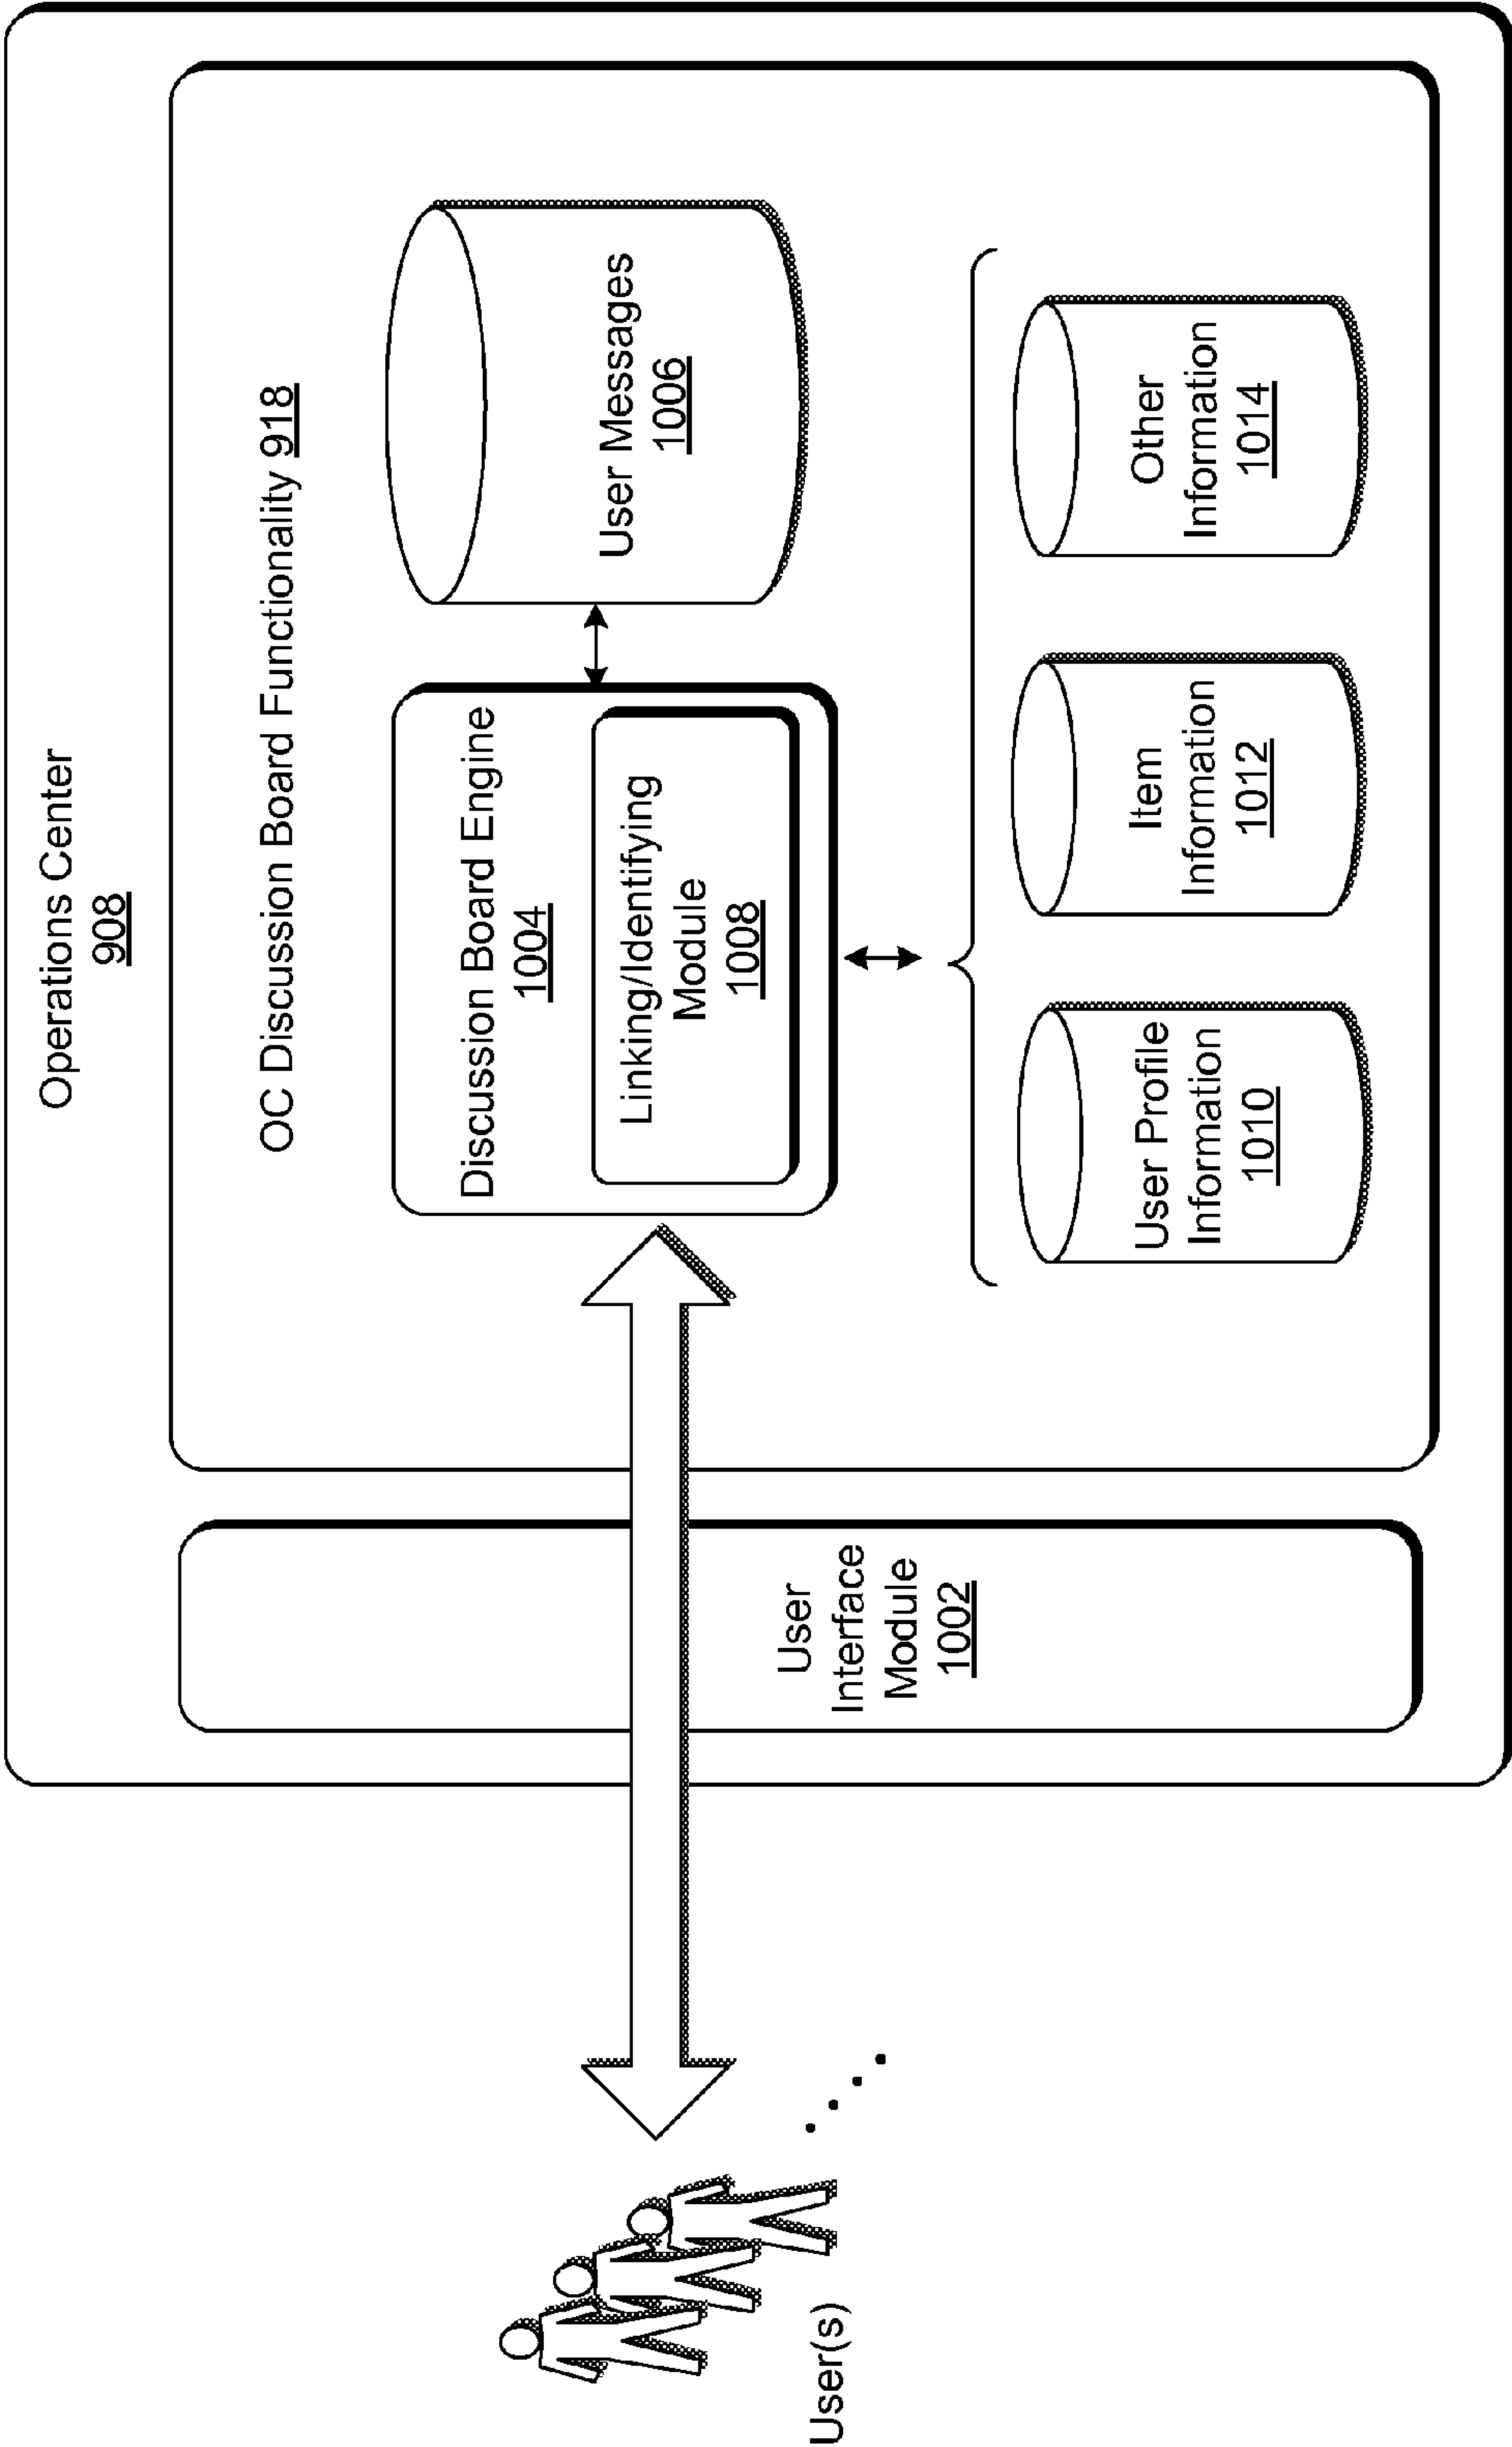 Operations Center
908
OC Discussion Board Functionality 918
Discussion Board Engine
1004
Linking/Identifying
Module
1008
User Messages
1006
User
Interface
Module
1002
User Profile
Information
1010
Item
Information
1012
Other
Information
1014
User(s)